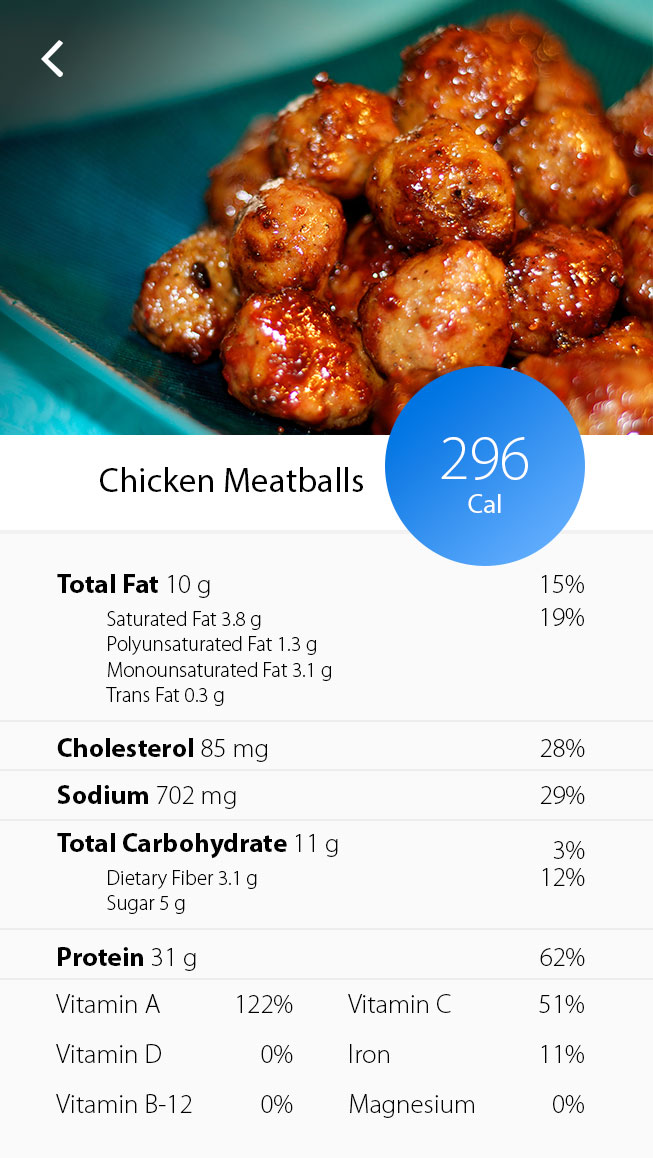 Chicken Meatballs
296
Cal
Total Fat 10 g 15%
Saturated Fat 3.8 g 19%
Polyunsaturated Fat 1.3 g
Monounsaturated Fat 3.1 g
Trans Fat 0.3 g
Cholesterol 85 mg 28%
Sodium 702 mg 29%
Total Carbohydrate 11 g 3%
Dietary Fiber 3.1 g 12%
Sugar 5 g
Protein 31 g 62%
Vitamin A 122% Vitamin C 51%
Vitamin D 0% Iron 11%
Vitamin B-12 0% Magnesium 0%